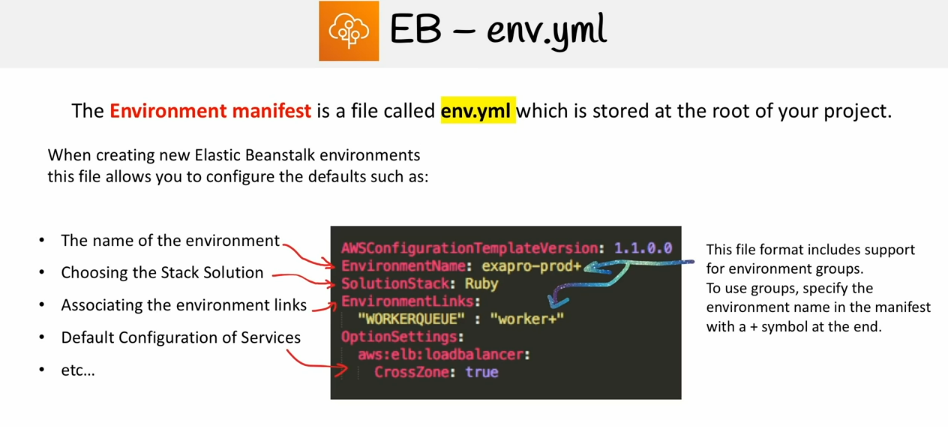 EB – env.yml
The Environment manifest is a file called env.yml which is stored at the root of your project.
When creating new Elastic Beanstalk environments
this file allows you to configure the defaults such as:
• The name of the environment
• Choosing the Stack Solution
• Associating the environment links
• Default Configuration of Services
• etc...
AWSConfigurationTemplateVersion: 1.1.0.0
EnvironmentName: exapro-prod+
SolutionStack: Ruby
EnvironmentLinks:
"WORKERQUEUE" : "worker+"
OptionSettings:
aws:elb:loadbalancer:
CrossZone: true
This file format includes support
for environment groups.
To use groups, specify the
environment name in the manifest
with a + symbol at the end.